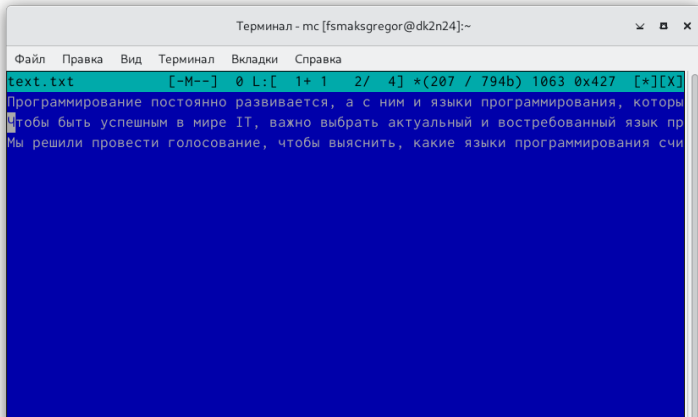 Терминал - mc [fsmaksgregor@dk2n24]:~
Файл Правка Вид Терминал Вкладки Справка
text.txt [-M--] 0 L:[ 1+ 1 2/ 4] *(207 / 794b) 1063 0x427 [*][X]
Программирование постоянно развивается, а с ним и языки программирования, которы
Чтобы быть успешным в мире IT, важно выбрать актуальный и востребованный язык пр
Мы решили провести голосование, чтобы выяснить, какие языки программирования счи